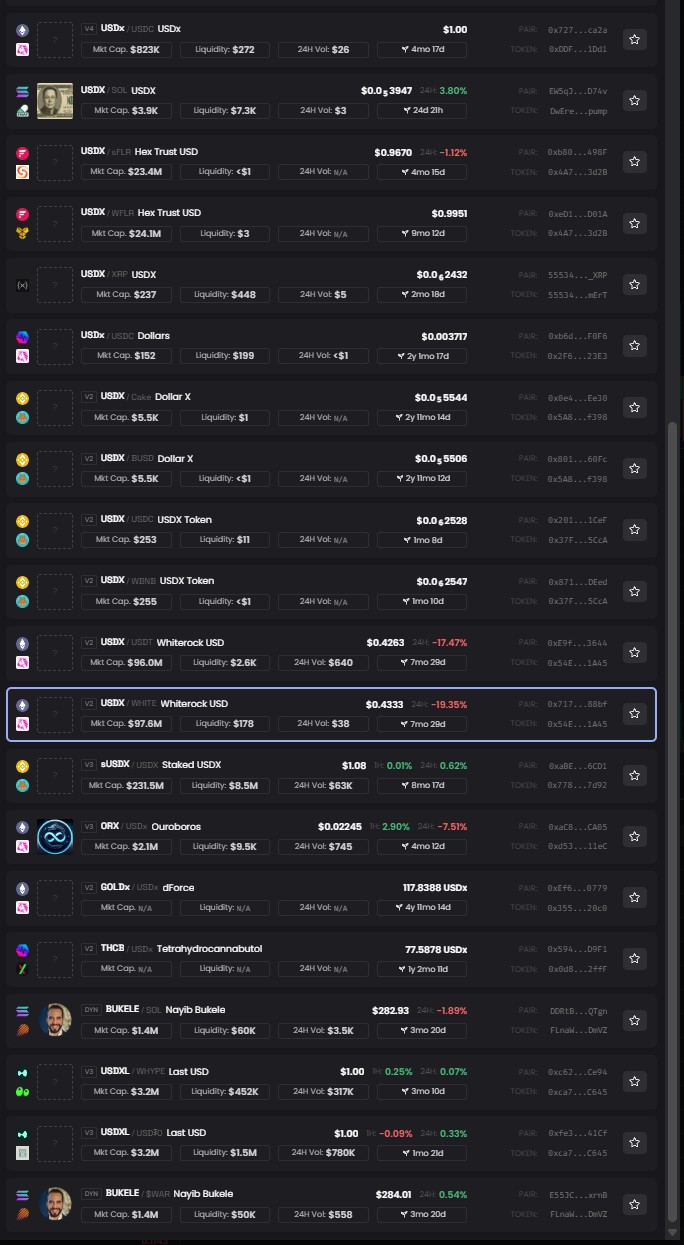 V4 USDx / USDC USDx $1.00 PAIR: 0x727...ca2a
Mkt Cap. $823K Liquidity: $272 24H Vol: $26 4mo 17d TOKEN: 0xDDF...1Dd1
USDX / SOL USDX $0.0₅3947 24H: 3.80% PAIR: EW5qJ...D74v
Mkt Cap. $3.9K Liquidity: $7.3K 24H Vol: $3 24d 21h TOKEN: DwEre...pump
USDX / sFLR Hex Trust USD $0.9670 24H: -1.12% PAIR: 0xb80...498F
Mkt Cap. $23.4M Liquidity: <$1 24H Vol: N/A 4mo 15d TOKEN: 0x4A7...3d2B
USDX / WFLR Hex Trust USD $0.9951 PAIR: 0xeD1...D01A
Mkt Cap. $24.1M Liquidity: $3 24H Vol: N/A 9mo 12d TOKEN: 0x4A7...3d2B
USDX / XRP USDX $0.0₆2432 PAIR: 55534..._XRP
Mkt Cap. $237 Liquidity: $448 24H Vol: $5 2mo 18d TOKEN: 55534...mErT
USDx / USDC Dollars $0.003717 PAIR: 0xb6d...F0F6
Mkt Cap. $152 Liquidity: $199 24H Vol: <$1 2y 1mo 17d TOKEN: 0x2F6...23E3
V2 USDX / Cake Dollar X $0.0₅5544 PAIR: 0x0e4...Ee30
Mkt Cap. $5.5K Liquidity: $1 24H Vol: N/A 2y 11mo 14d TOKEN: 0x5A8...f398
V2 USDX / BUSD Dollar X $0.0₅5506 PAIR: 0x801...60Fc
Mkt Cap. $5.5K Liquidity: <$1 24H Vol: N/A 2y 11mo 12d TOKEN: 0x5A8...f398
V2 USDX / USDC USDX Token $0.0₆2528 PAIR: 0x201...1CeF
Mkt Cap. $253 Liquidity: $11 24H Vol: N/A 1mo 8d TOKEN: 0x37F...5CcA
V2 USDX / WBNB USDX Token $0.0₆2547 PAIR: 0x871...DEed
Mkt Cap. $255 Liquidity: <$1 24H Vol: N/A 1mo 10d TOKEN: 0x37F...5CcA
V2 USDX / USDT Whiterock USD $0.4263 24H: -17.47% PAIR: 0xE9f...3644
Mkt Cap. $96.0M Liquidity: $2.6K 24H Vol: $640 7mo 29d TOKEN: 0x54E...1A45
V2 USDX / WHITE Whiterock USD $0.4333 24H: -19.35% PAIR: 0x717...88bf
Mkt Cap. $97.6M Liquidity: $178 24H Vol: $38 7mo 29d TOKEN: 0x54E...1A45
V3 sUSDX / USDX Staked USDX $1.08 1H: 0.01% 24H: 0.62% PAIR: 0xaBE...6CD1
Mkt Cap. $231.5M Liquidity: $8.5M 24H Vol: $63K 8mo 17d TOKEN: 0x778...7d92
V3 ORX / USDx Ouroboros $0.02245 1H: 2.90% 24H: -7.51% PAIR: 0xaC8...CA05
Mkt Cap. $2.1M Liquidity: $9.5K 24H Vol: $745 4mo 12d TOKEN: 0xd53...11eC
V2 GOLDx / USDx dForce 117.8388 USDx PAIR: 0xEf6...0779
Mkt Cap. N/A Liquidity: N/A 24H Vol: N/A 4y 11mo 14d TOKEN: 0x355...20c0
V2 THCB / USDx Tetrahydrocannabutol 77.5878 USDx PAIR: 0x594...D9F1
Mkt Cap. N/A Liquidity: N/A 24H Vol: N/A 1y 2mo 11d TOKEN: 0x0d8...2ffF
DYN BUKELE / SOL Nayib Bukele $282.93 24H: -1.89% PAIR: DDRtB...QTgn
Mkt Cap. $1.4M Liquidity: $60K 24H Vol: $3.5K 3mo 20d TOKEN: FLnaW...DmVZ
V3 USDXL / WHYPE Last USD $1.00 1H: 0.25% 24H: 0.07% PAIR: 0xc62...Ce94
Mkt Cap. $3.2M Liquidity: $452K 24H Vol: $317K 3mo 10d TOKEN: 0xca7...C645
V3 USDXL / USD₮0 Last USD $1.00 1H: -0.09% 24H: 0.33% PAIR: 0xfe3...41Cf
Mkt Cap. $3.2M Liquidity: $1.5M 24H Vol: $780K 1mo 21d TOKEN: 0xca7...C645
DYN BUKELE / $WAR Nayib Bukele $284.01 24H: 0.54% PAIR: E55JC...xrnB
Mkt Cap. $1.4M Liquidity: $50K 24H Vol: $558 3mo 20d TOKEN: FLnaW...DmVZ